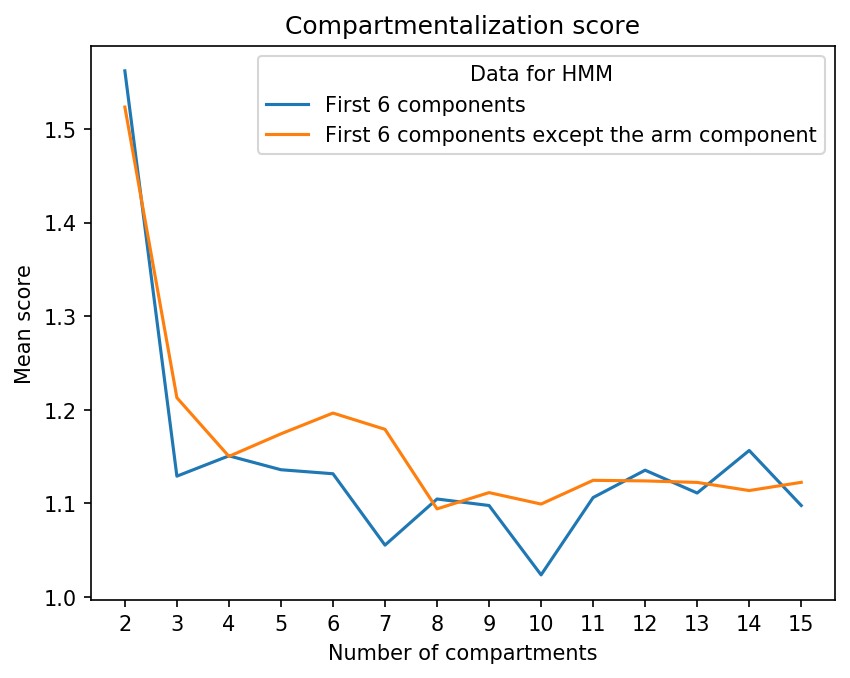 Compartmentalization score
Data for HMM
First 6 components
First 6 components except the arm component
Mean score
1.5
1.4
1.3
1.2
1.1
1.0
2 3 4 5 6 7 8 9 10 11 12 13 14 15
Number of compartments